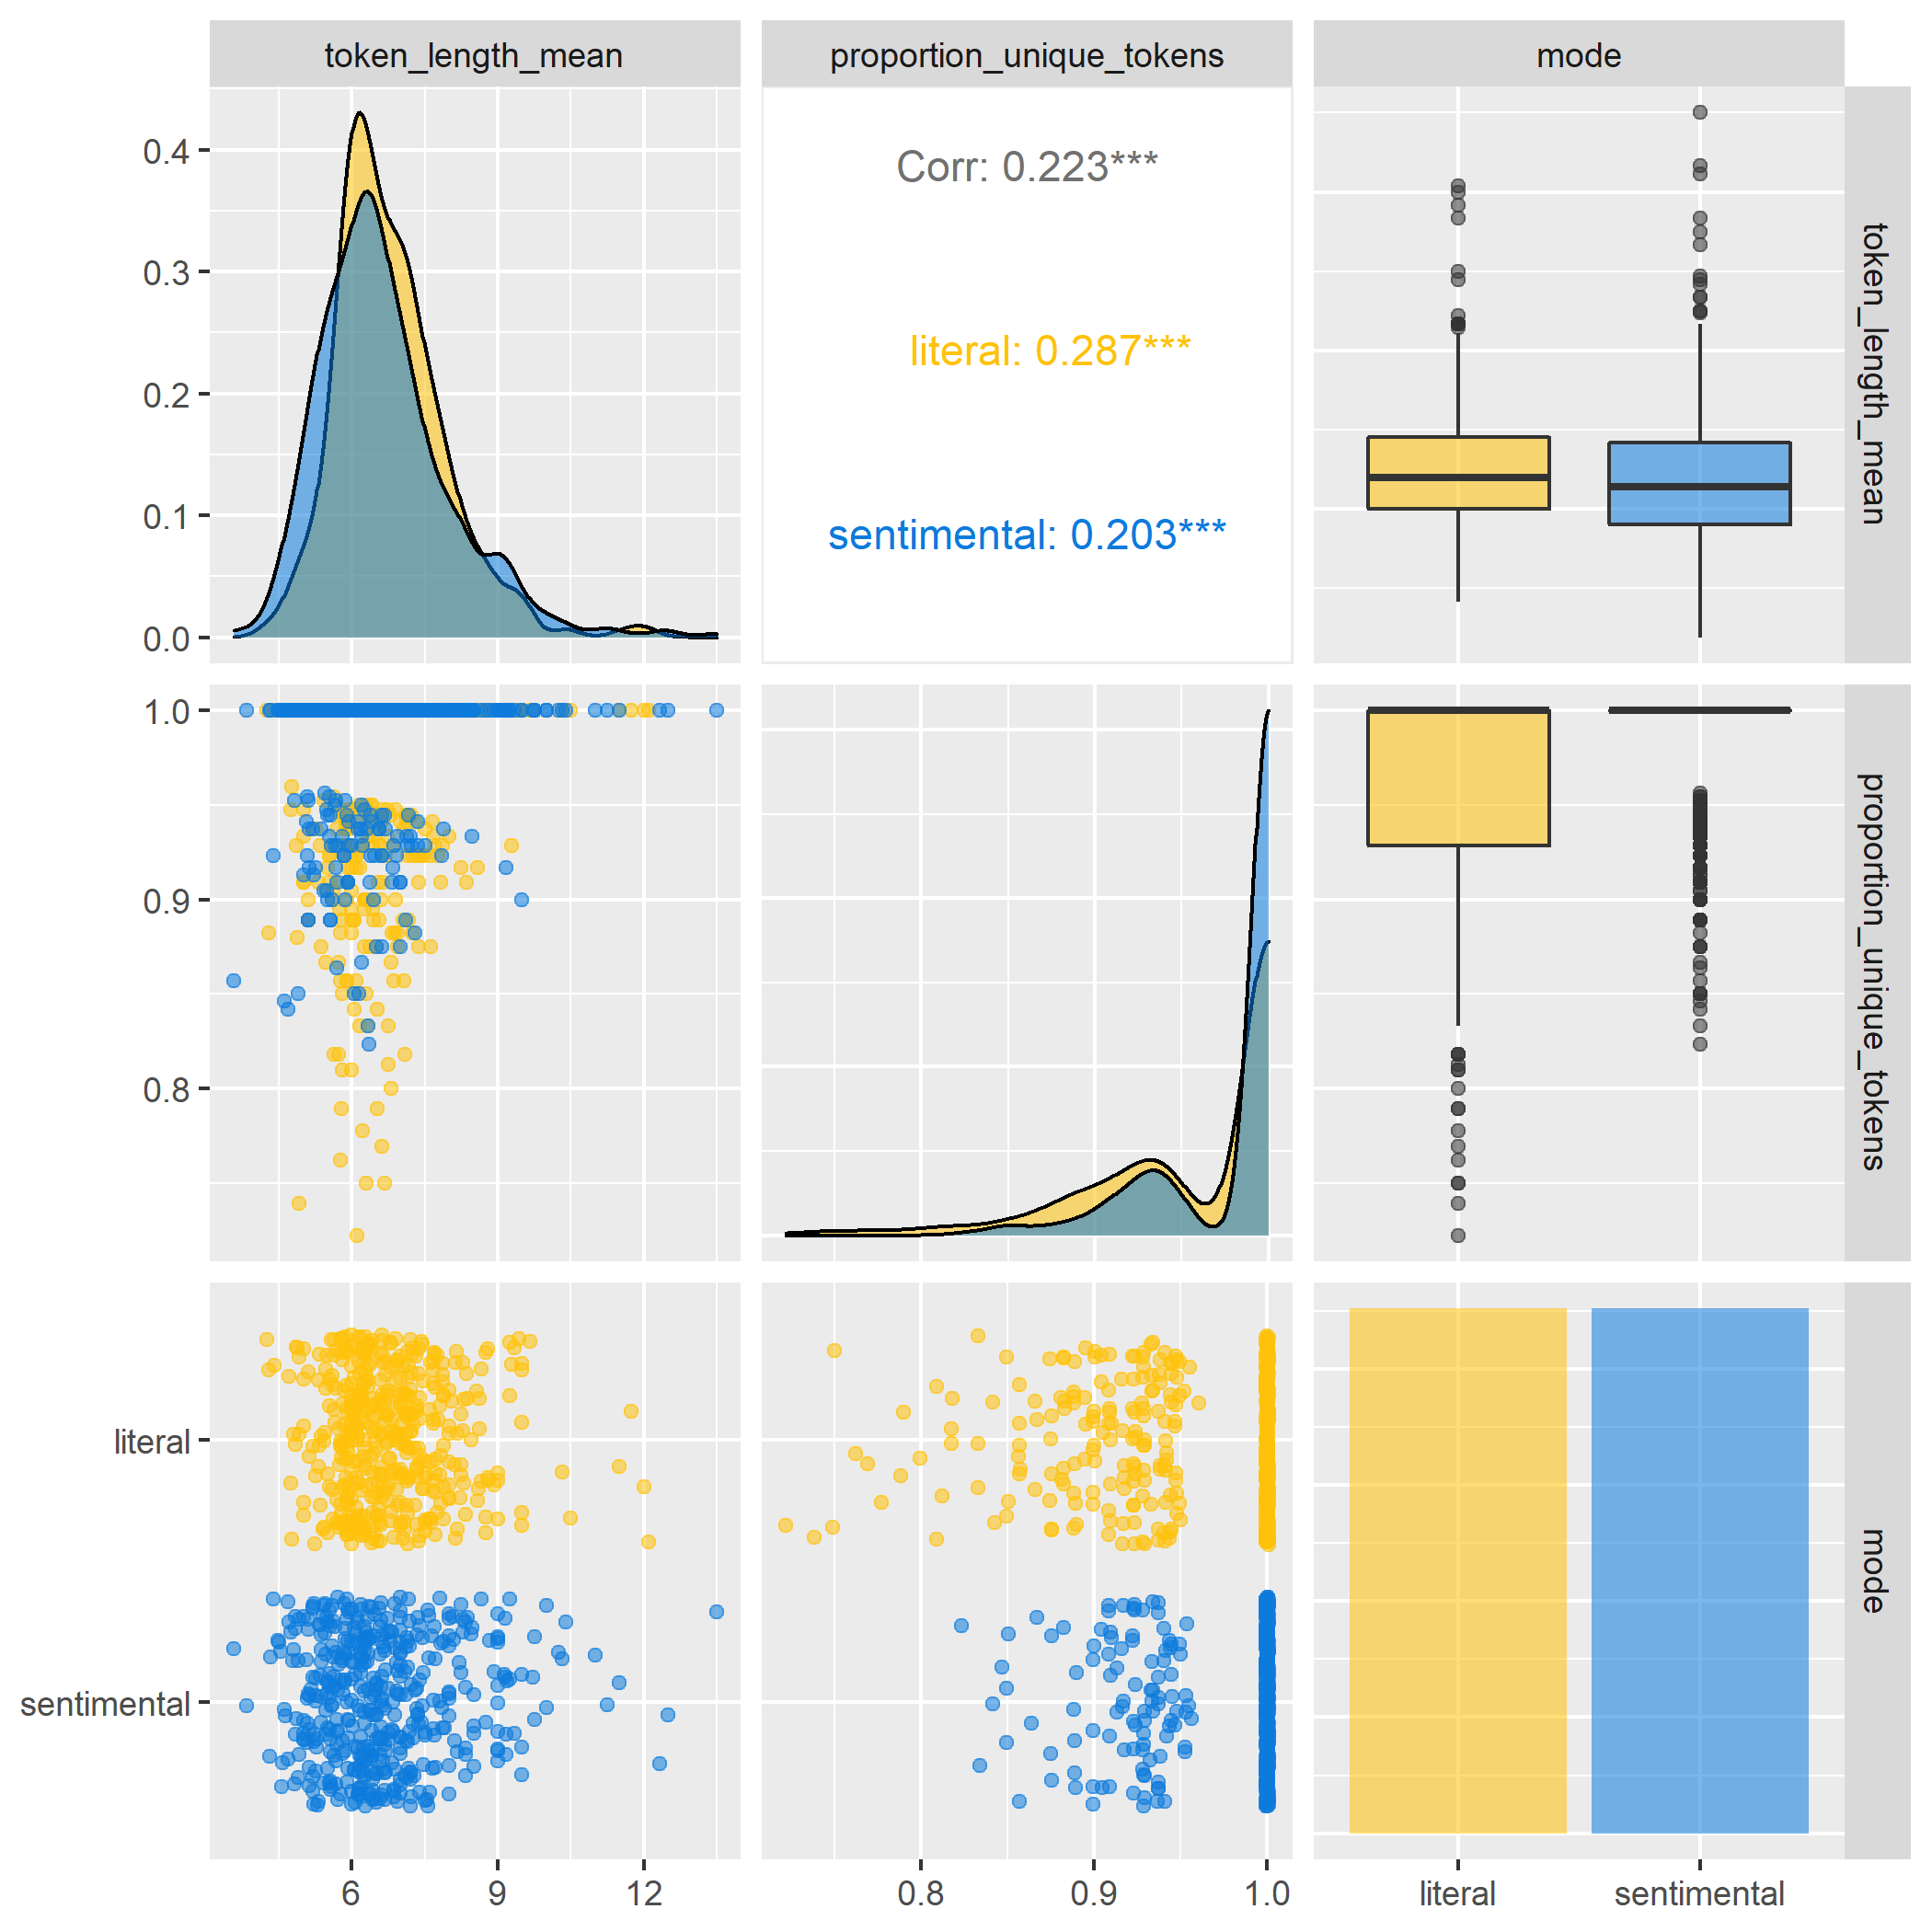 token_length_mean
proportion_unique_tokens
mode
0.4
0.3
0.2
0.1
0.0
Corr: 0.223***
literal: 0.287***
sentimental: 0.203***
token_length_mean
1.0
0.9
0.8
proportion_unique_tokens
literal
sentimental
mode
6 9 12
0.8 0.9 1.0
literal sentimental